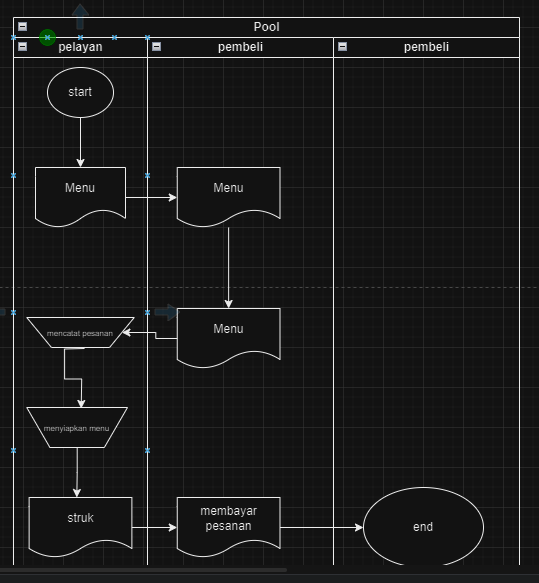 Pool
pelayan
pembeli
pembeli
start
Menu
Menu
Menu
mencatat pesanan
menyiapkan menu
struk
membayar
pesanan
end